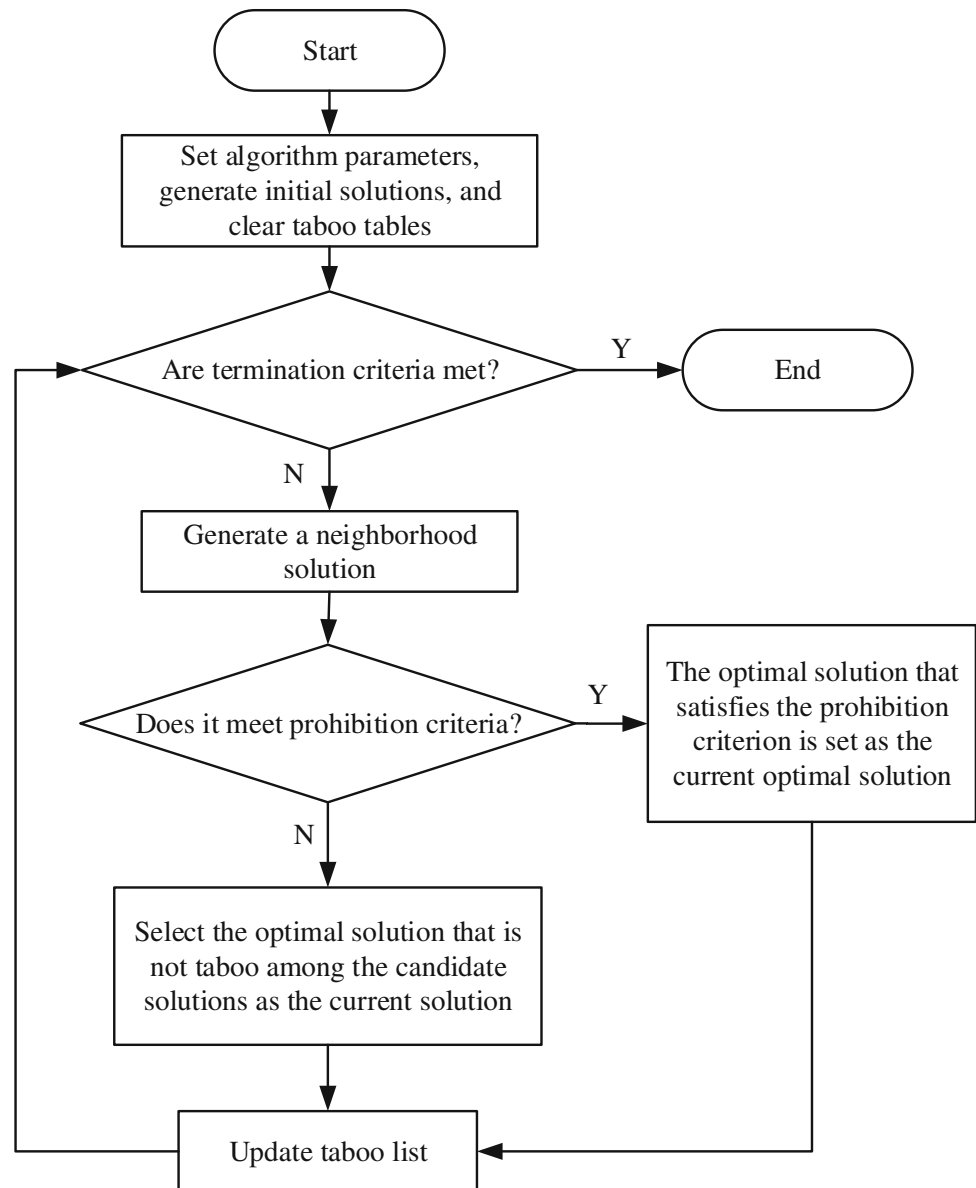 Start
Set algorithm parameters,
generate initial solutions, and
clear taboo tables
Are termination criteria met?
Y
End
N
Generate a neighborhood
solution
Does it meet prohibition criteria?
Y
The optimal solution that
satisfies the prohibition
criterion is set as the
current optimal solution
N
Select the optimal solution that is
not taboo among the candidate
solutions as the current solution
Update taboo list